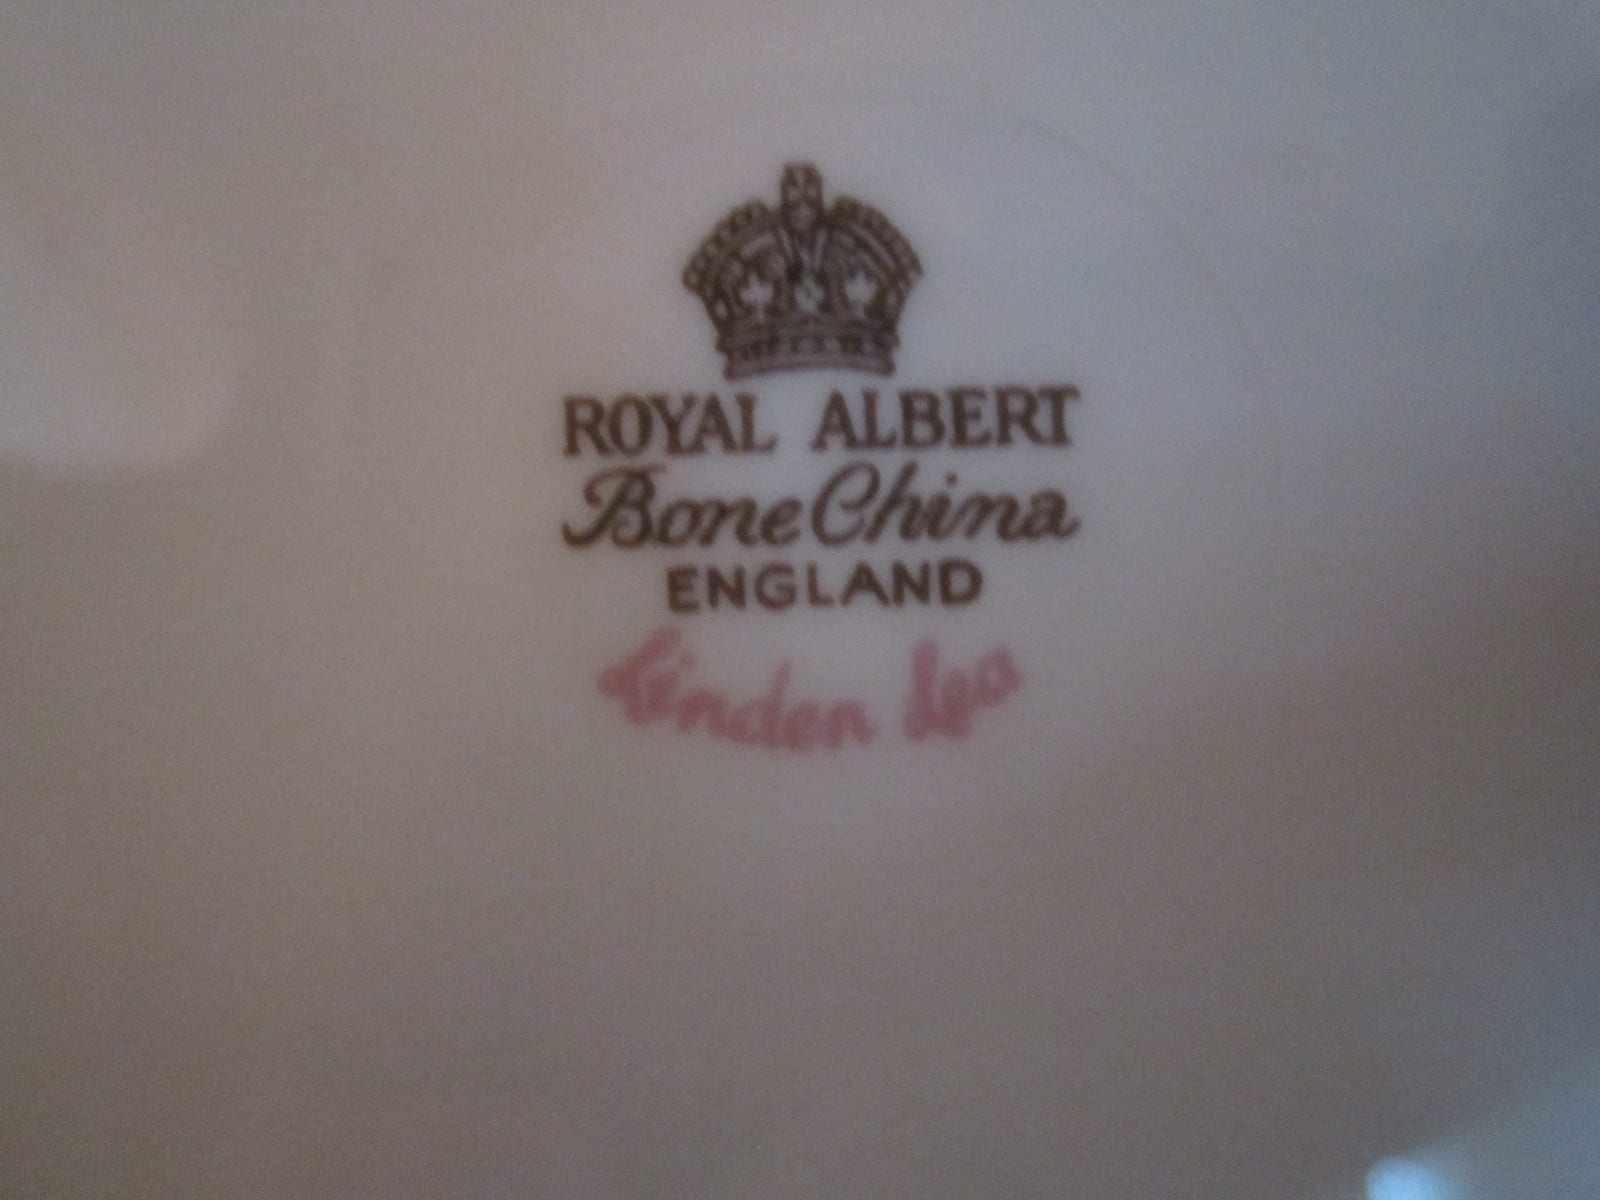 ROYAL ALBERT
Bone China
ENGLAND
Linden Lea